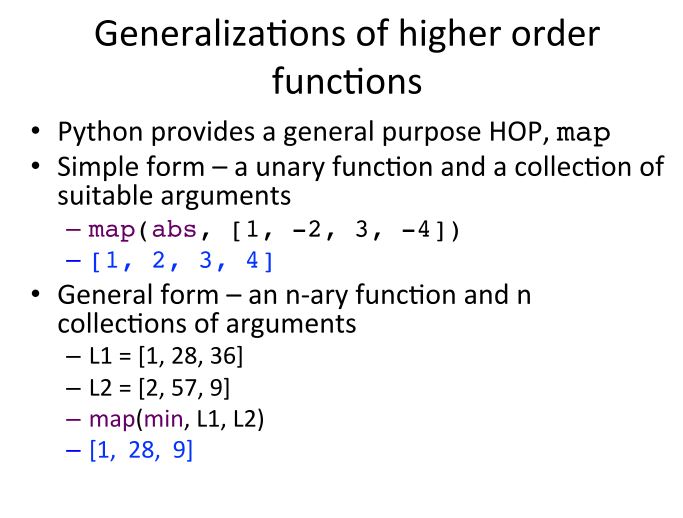 Generalizations of higher order
functions
• Python provides a general purpose HOP, map
• Simple form – a unary function and a collection of
suitable arguments
– map(abs, [1, -2, 3, -4])
– [1, 2, 3, 4]
• General form – an n-ary function and n
collections of arguments
– L1 = [1, 28, 36]
– L2 = [2, 57, 9]
– map(min, L1, L2)
– [1, 28, 9]